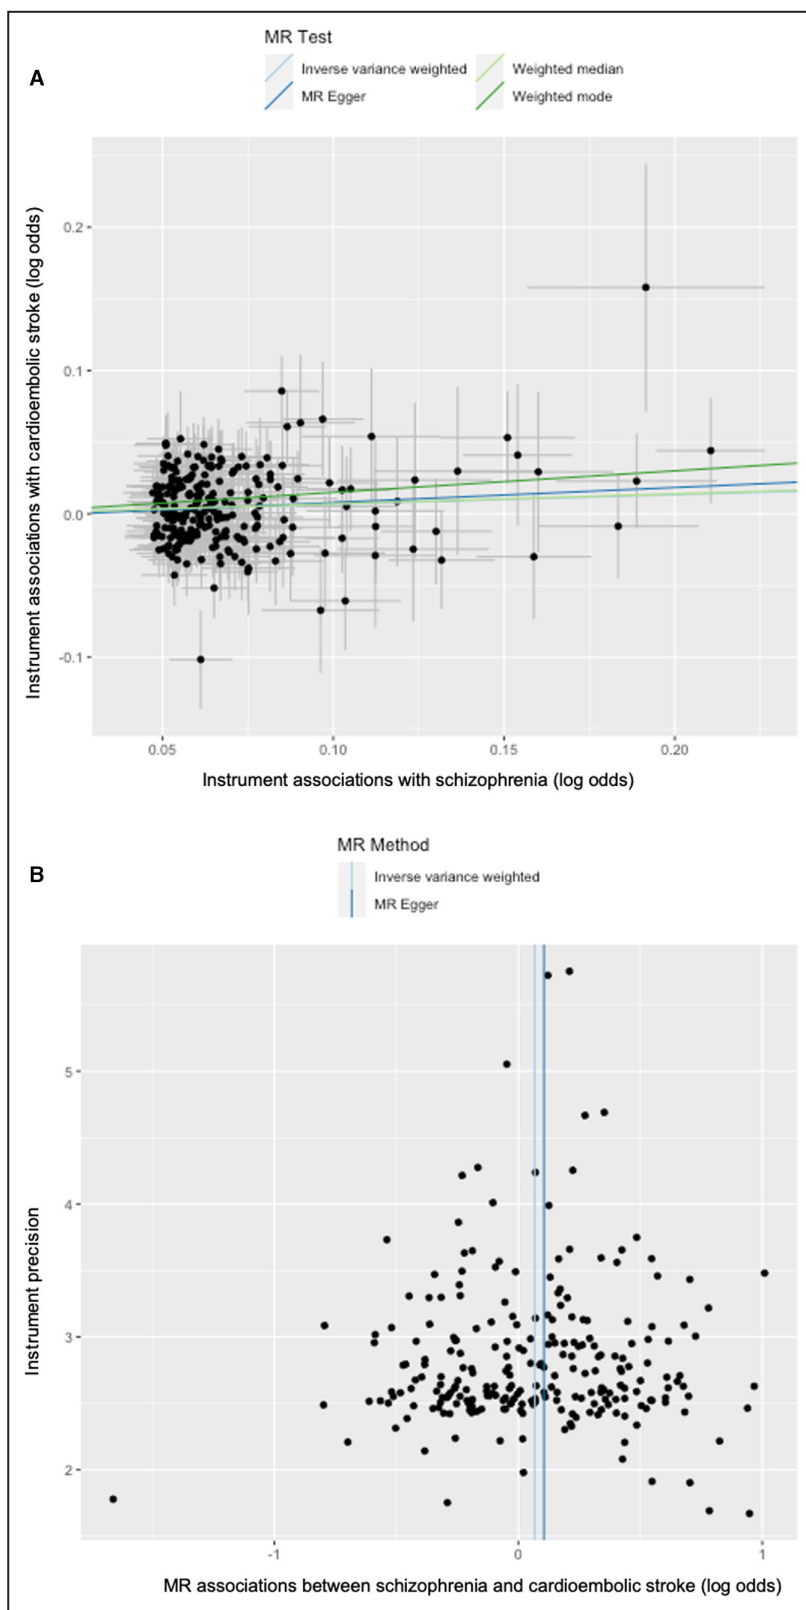 MR Test
Inverse variance weighted
Weighted median
MR Egger
Weighted mode
A
Instrument associations with cardioembolic stroke (log odds)
0.2
0.1
0.0
-0.1
0.05
0.10
0.15
0.20
Instrument associations with schizophrenia (log odds)
MR Method
B
Inverse variance weighted
MR Egger
Instrument precision
5
4
3
2
-1
0
1
MR associations between schizophrenia and cardioembolic stroke (log odds)